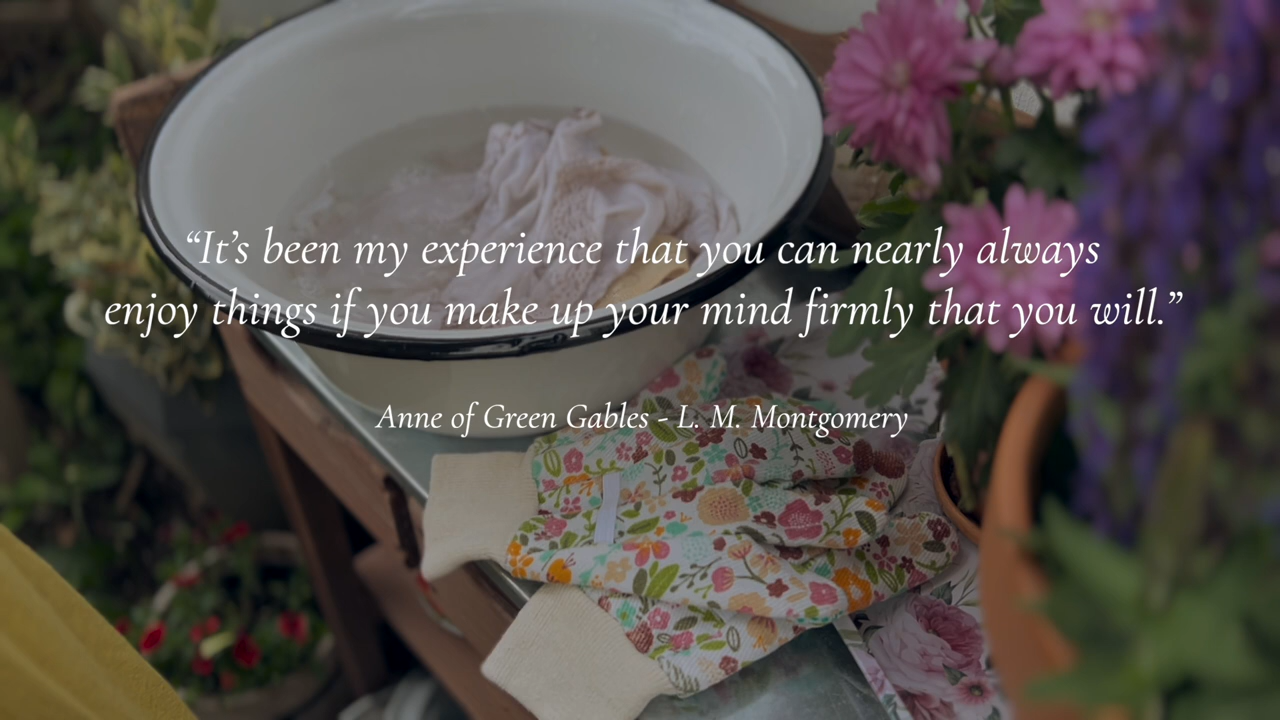 “It’s been my experience that you can nearly always
enjoy things if you make up your mind firmly that you will.”
Anne of Green Gables - L. M. Montgomery